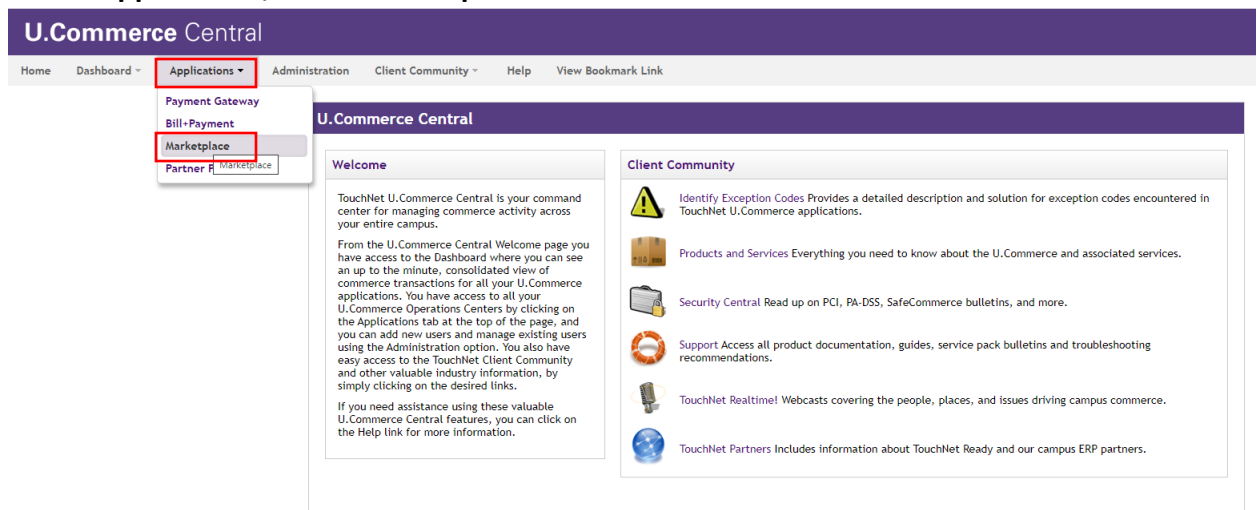 U.Commerce Central
Home Dashboard Applications Administration Client Community Help View Bookmark Link
Payment Gateway
Bill+Payment
Marketplace
Partner
Marketplace
U.Commerce Central
Welcome
TouchNet U.Commerce Central is your command
center for managing commerce activity across
your entire campus.
From the U.Commerce Central Welcome page you
have access to the Dashboard where you can see
an up to the minute, consolidated view of
commerce transactions for all your U.Commerce
applications. You have access to all your
U.Commerce Operations Centers by clicking on
the Applications tab at the top of the page, and
you can add new users and manage existing users
using the Administration option. You also have
easy access to the TouchNet Client Community
and other valuable industry information, by
simply clicking on the desired links.
If you need assistance using these valuable
U.Commerce Central features, you can click on
the Help link for more information.
Client Community
Identify Exception Codes Provides a detailed description and solution for exception codes encountered in
TouchNet U.Commerce applications.
Products and Services Everything you need to know about the U.Commerce and associated services.
Security Central Read up on PCI, PA-DSS, SafeCommerce bulletins, and more.
Support Access all product documentation, guides, service pack bulletins and troubleshooting
recommendations.
TouchNet Realtime! Webcasts covering the people, places, and issues driving campus commerce.
TouchNet Partners Includes information about TouchNet Ready and our campus ERP partners.